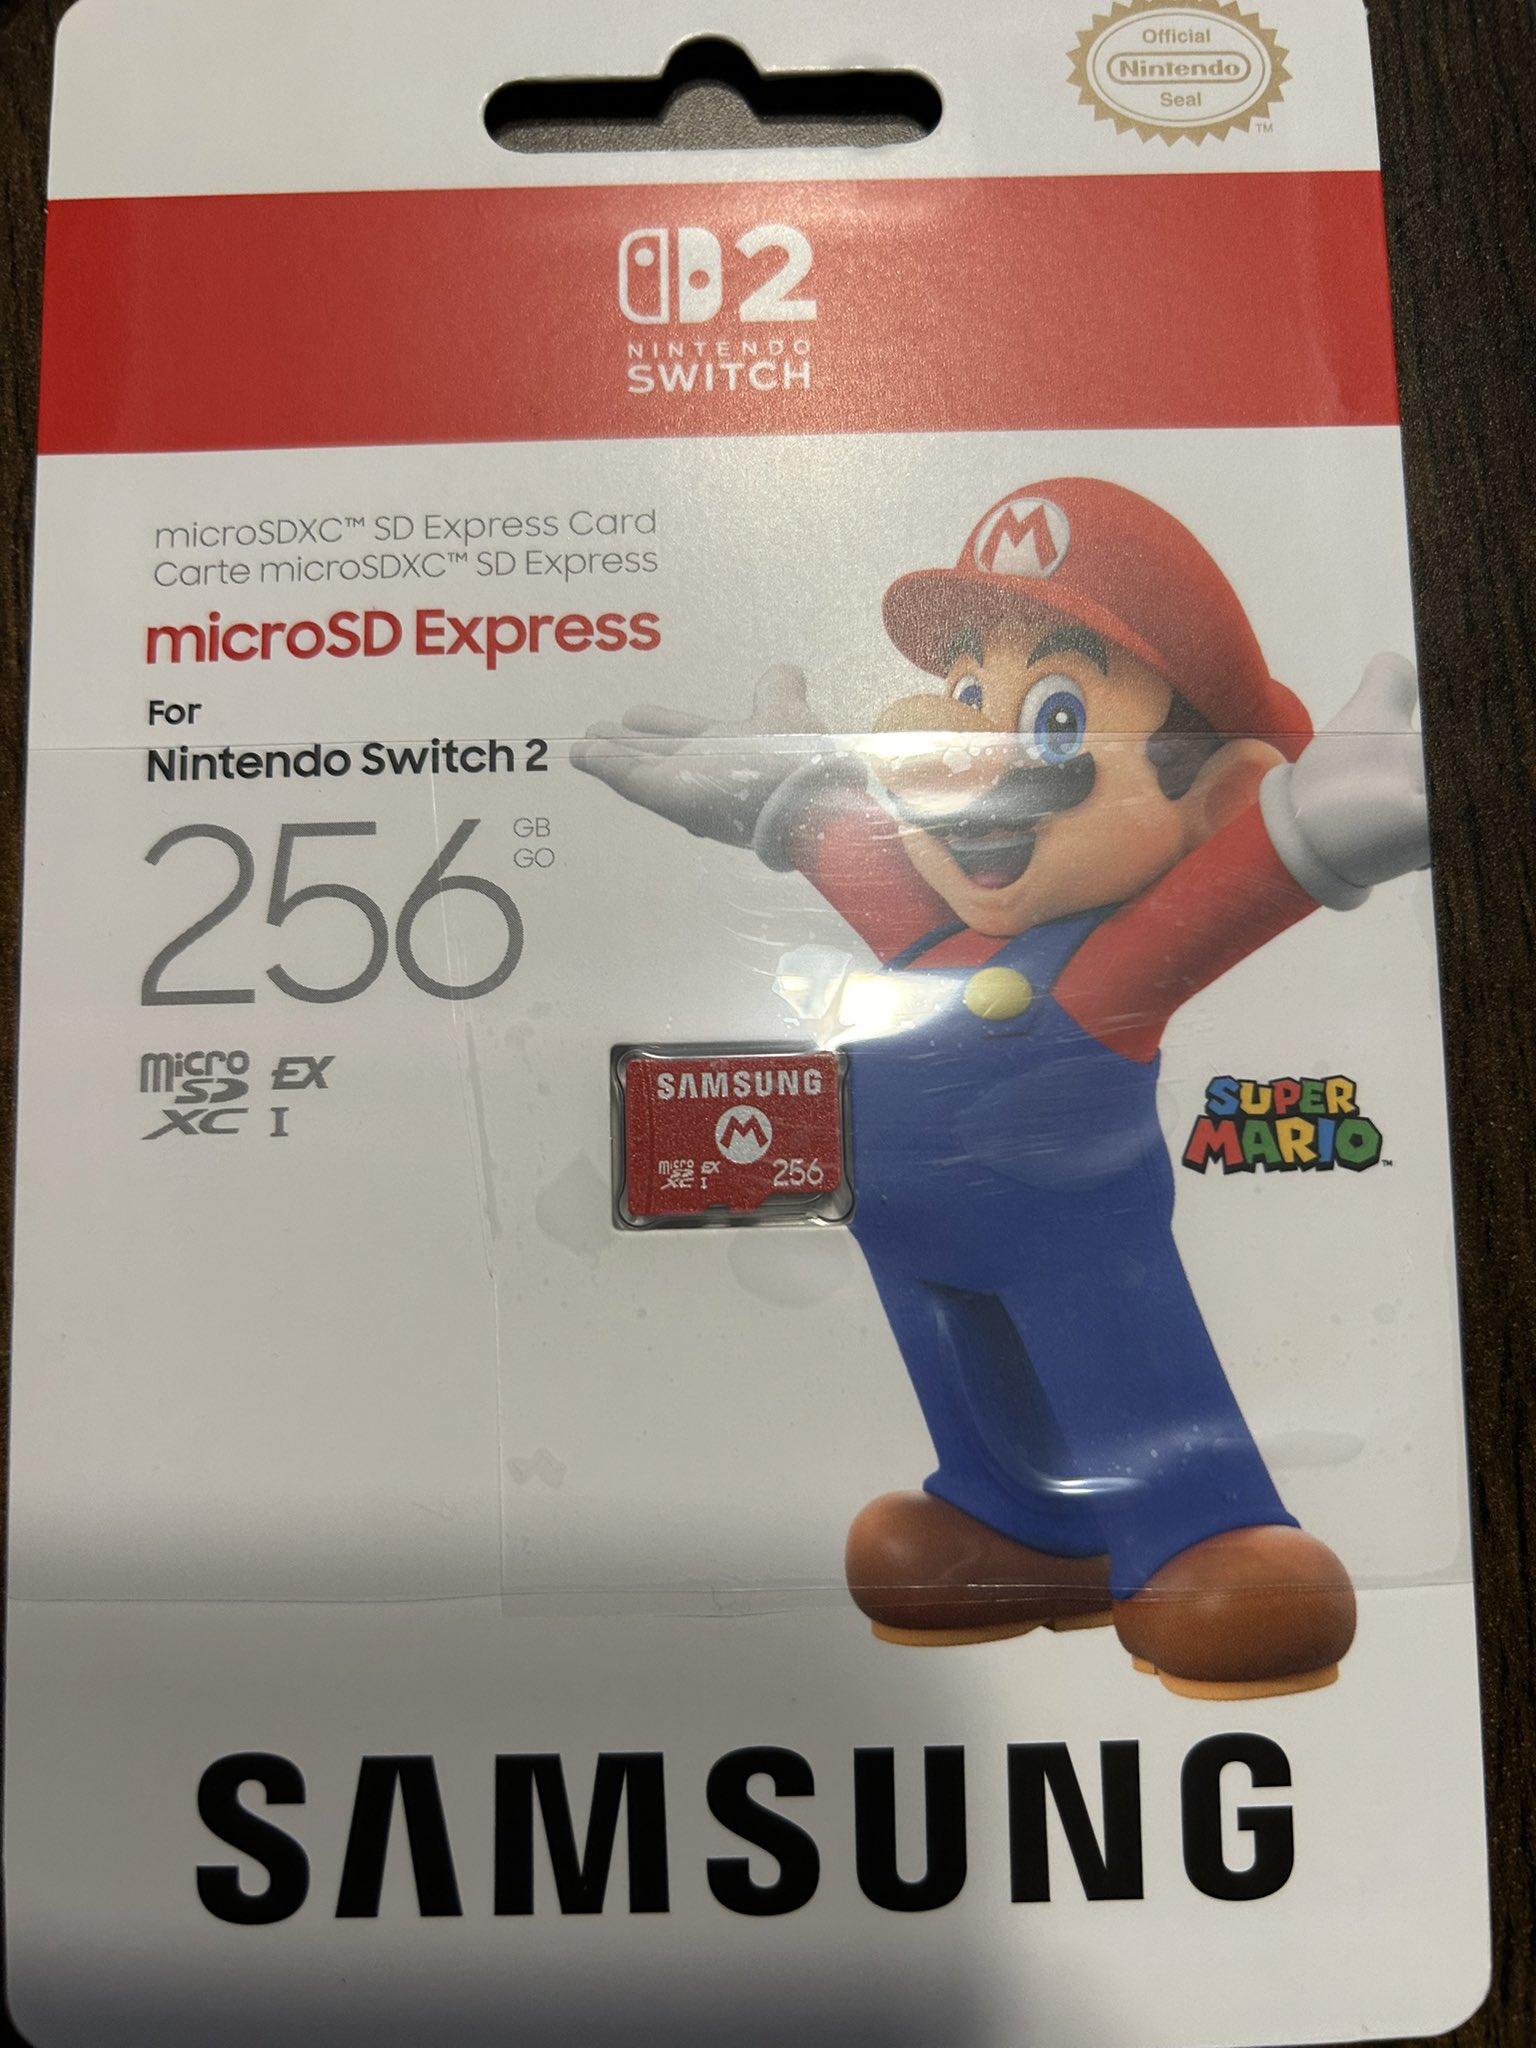 Official
Nintendo
Seal
TM
2
NINTENDO
SWITCH
microSDXC™ SD Express Card
Carte microSDXC™ SD Express
microSD Express
For
Nintendo Switch 2
256 GB
GO
micro
SD
XC I
EX
M
SAMSUNG
M
micro
SD
XC I
EX
256
SUPER
MARIO™
SAMSUNG